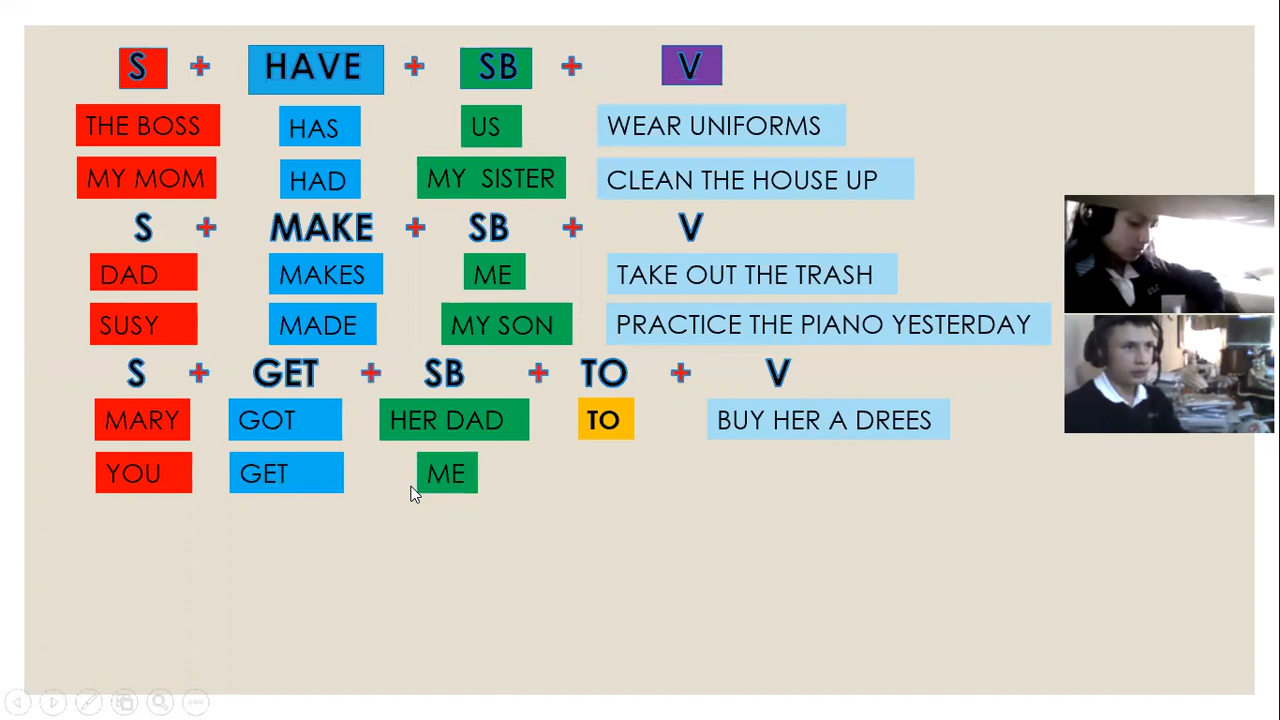 S + HAVE + SB + V
THE BOSS HAS US WEAR UNIFORMS
MY MOM HAD MY SISTER CLEAN THE HOUSE UP
S + MAKE + SB + V
DAD MAKES ME TAKE OUT THE TRASH
SUSY MADE MY SON PRACTICE THE PIANO YESTERDAY
S + GET + SB + TO + V
MARY GOT HER DAD TO BUY HER A DREES
YOU GET ME